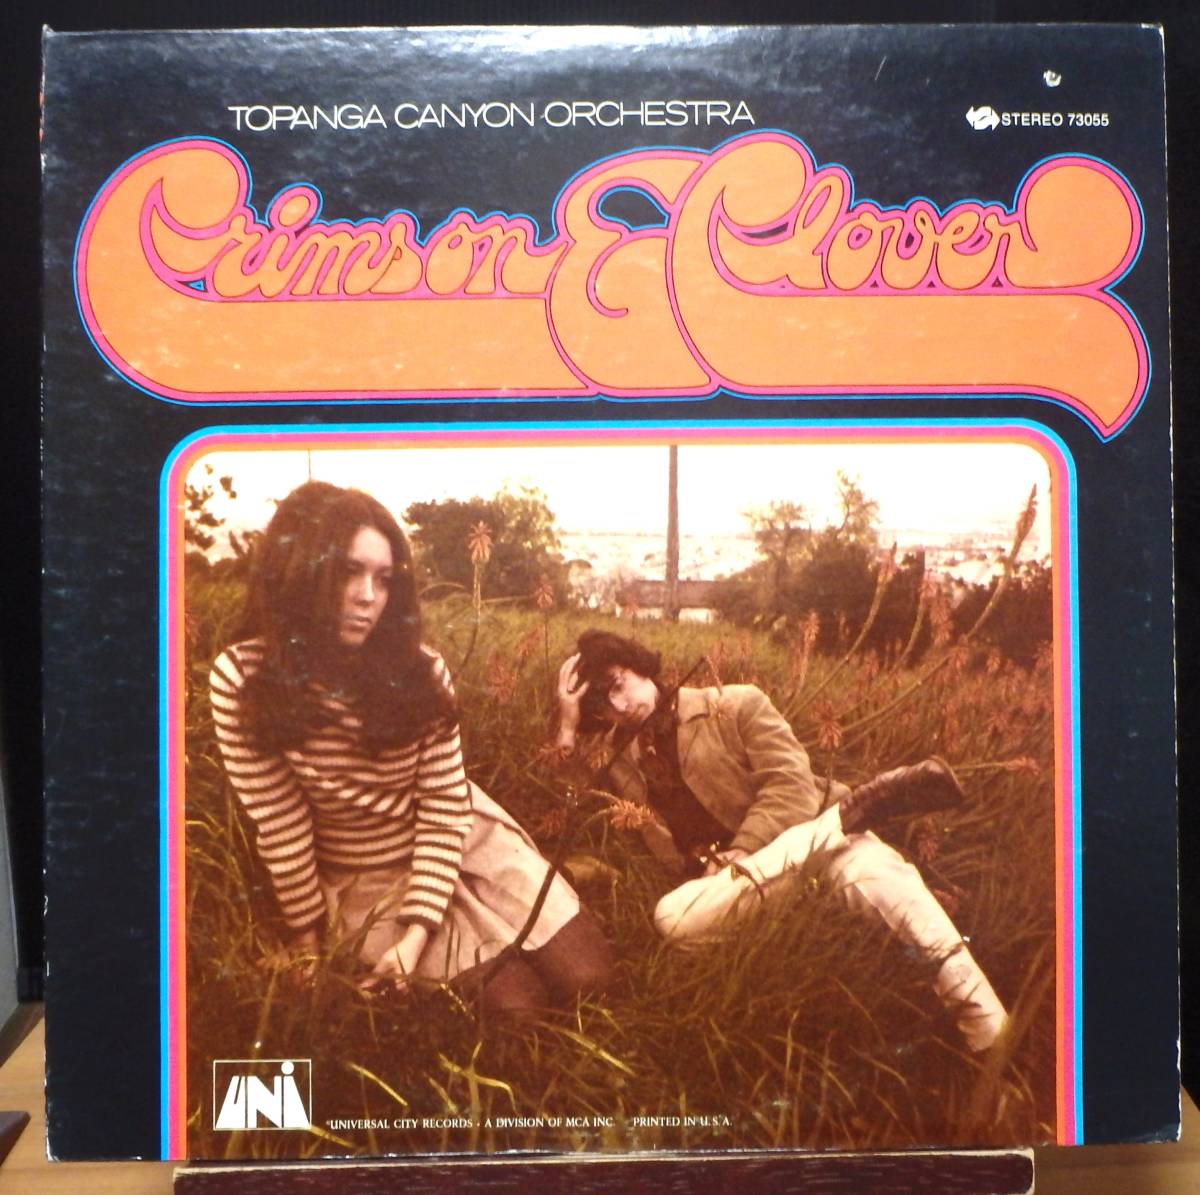 TOPANGA CANYON ORCHESTRA
STEREO 73055
Crimson & Clover
UNI
UNIVERSAL CITY RECORDS • A DIVISION OF MCA INC. PRINTED IN U.S.A.